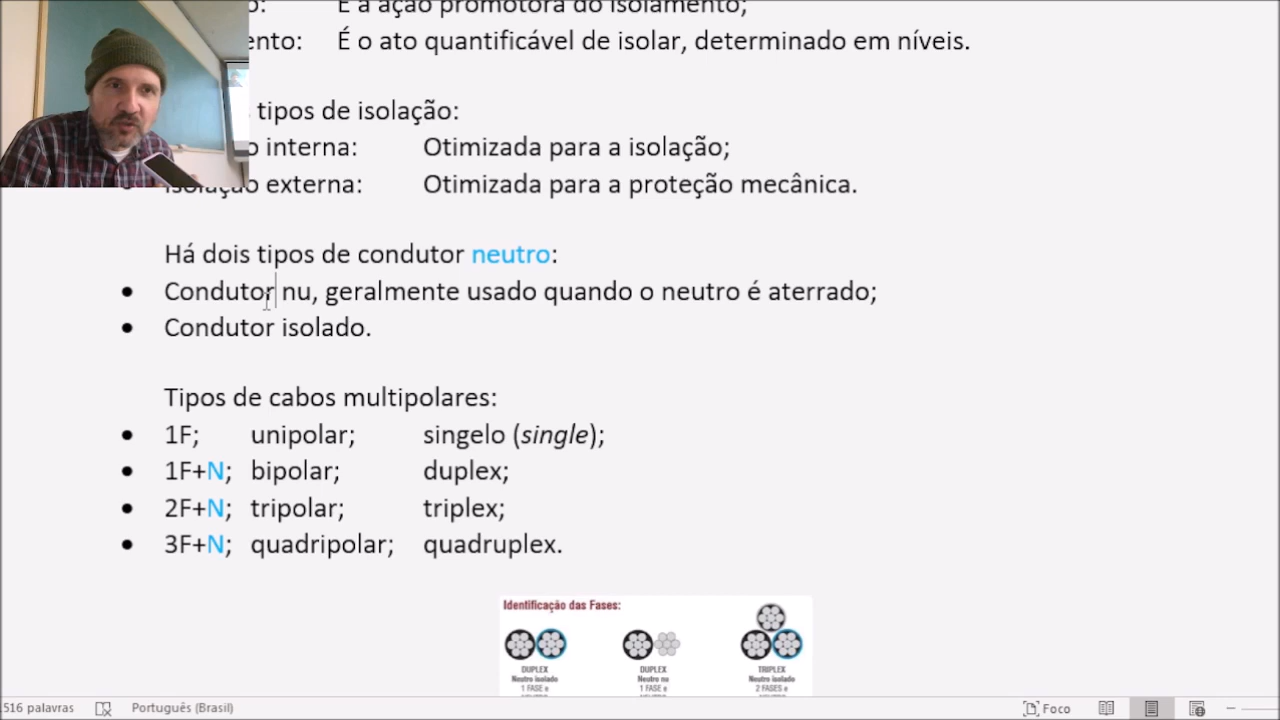 É a ação promotora do isolamento;
É o ato quantificável de isolar, determinado em níveis.
tipos de isolação:
interna: Otimizada para a isolação;
externa: Otimizada para a proteção mecânica.
Há dois tipos de condutor neutro:
• Condutor nu, geralmente usado quando o neutro é aterrado;
• Condutor isolado.
Tipos de cabos multipolares:
• 1F; unipolar; singelo (single);
• 1F+N; bipolar; duplex;
• 2F+N; tripolar; triplex;
• 3F+N; quadripolar; quadruplex.
Identificação das Fases:
DUPLEX DUPLEX TRIPLEX
Neutro isolado Neutro nu Neutro isolado
1 FASE e 1 FASE e 2 FASES e
516 palavras Português (Brasil) Foco